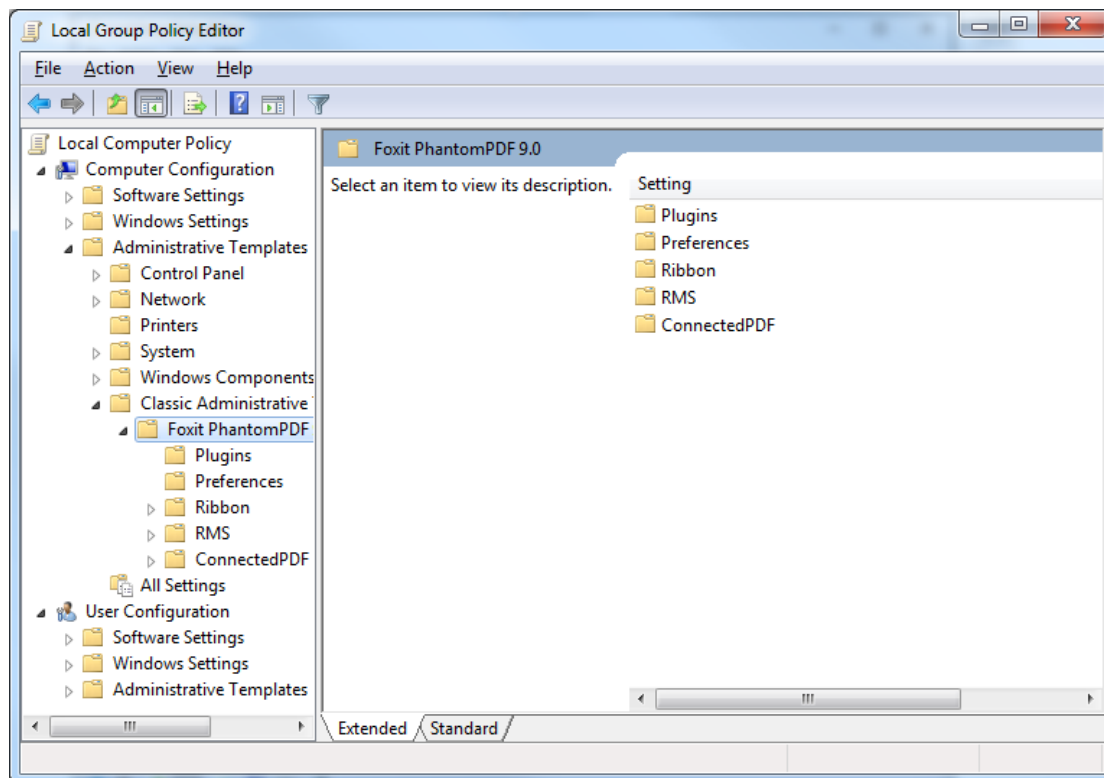 Local Group Policy Editor
File Action View Help
Local Computer Policy
Computer Configuration
Software Settings
Windows Settings
Administrative Templates
Control Panel
Network
Printers
System
Windows Components
Classic Administrative
Foxit PhantomPDF
Plugins
Preferences
Ribbon
RMS
ConnectedPDF
All Settings
User Configuration
Software Settings
Windows Settings
Administrative Templates
Foxit PhantomPDF 9.0
Select an item to view its description.
Setting
Plugins
Preferences
Ribbon
RMS
ConnectedPDF
Extended Standard